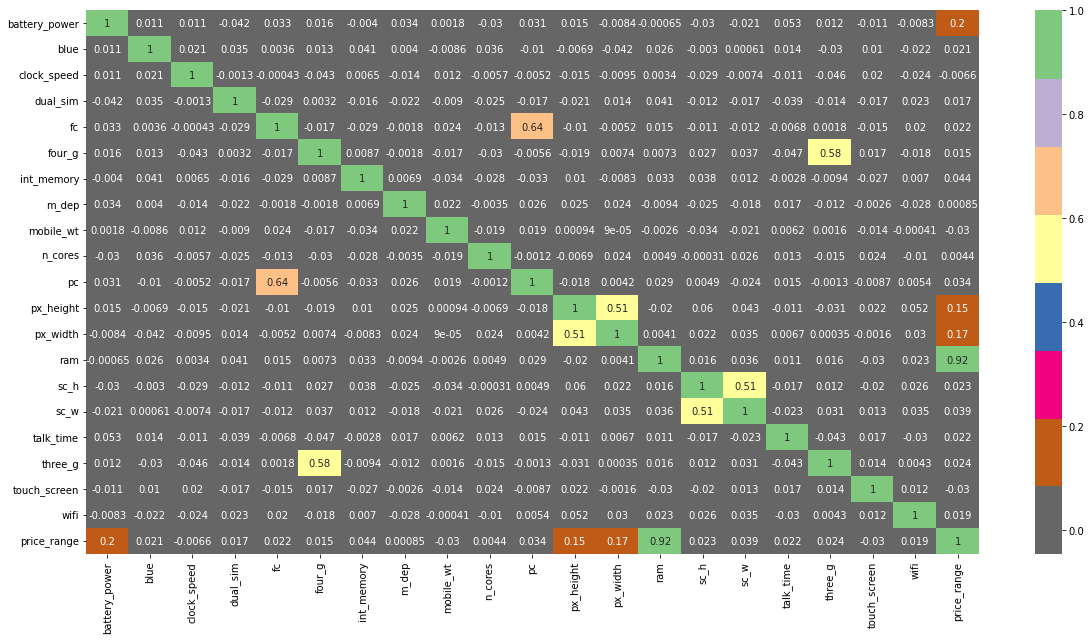 battery_power 1 0.011 0.011 -0.042 0.033 0.016 -0.004 0.034 0.0018 -0.03 0.031 0.015 -0.0084 -0.00065 -0.03 -0.021 0.053 0.012 -0.011 -0.0083 0.2
blue 0.011 1 0.021 0.035 0.0036 0.013 0.041 0.004 -0.0086 0.036 -0.01 -0.0069 -0.042 0.026 -0.003 0.00061 0.014 -0.03 0.01 -0.022 0.021
clock_speed 0.011 0.021 1 -0.0013 -0.00043 -0.043 0.0065 -0.014 0.012 -0.0057 -0.0052 -0.015 -0.0095 0.0034 -0.029 -0.0074 -0.011 -0.046 0.02 -0.024 -0.0066
dual_sim -0.042 0.035 -0.0013 1 -0.029 0.0032 -0.016 -0.022 -0.009 -0.025 -0.017 -0.021 0.014 0.041 -0.012 -0.017 -0.039 -0.014 -0.017 0.023 0.017
fc 0.033 0.0036 -0.00043 -0.029 1 -0.017 -0.029 -0.0018 0.024 -0.013 0.64 -0.01 -0.0052 0.015 -0.011 -0.012 -0.0068 0.0018 -0.015 0.02 0.022
four_g 0.016 0.013 -0.043 0.0032 -0.017 1 0.0087 -0.0018 -0.017 -0.03 -0.0056 -0.019 0.0074 0.0073 0.027 0.037 -0.047 0.58 0.017 -0.018 0.015
int_memory -0.004 0.041 0.0065 -0.016 -0.029 0.0087 1 0.0069 -0.034 -0.028 -0.033 0.01 -0.0083 0.033 0.038 0.012 -0.0028 -0.0094 -0.027 0.007 0.044
m_dep 0.034 0.004 -0.014 -0.022 -0.0018 -0.0018 0.0069 1 0.022 -0.0035 0.026 0.025 0.024 -0.0094 -0.025 -0.018 0.017 -0.012 -0.0026 -0.028 0.00085
mobile_wt 0.0018 -0.0086 0.012 -0.009 0.024 -0.017 -0.034 0.022 1 -0.019 0.019 0.00094 9e-05 -0.0026 -0.034 -0.021 0.0062 0.0016 -0.014 -0.00041 -0.03
n_cores -0.03 0.036 -0.0057 -0.025 -0.013 -0.03 -0.028 -0.0035 -0.019 1 -0.0012 -0.0069 0.024 0.0049 -0.00031 0.026 0.013 -0.015 0.024 -0.01 0.0044
pc 0.031 -0.01 -0.0052 -0.017 0.64 -0.0056 -0.033 0.026 0.019 -0.0012 1 -0.018 0.0042 0.029 0.0049 -0.024 0.015 -0.0013 -0.0087 0.0054 0.034
px_height 0.015 -0.0069 -0.015 -0.021 -0.01 -0.019 0.01 0.025 0.00094 -0.0069 -0.018 1 0.51 -0.02 0.06 0.043 -0.011 -0.031 0.022 0.052 0.15
px_width -0.0084 -0.042 -0.0095 0.014 -0.0052 0.0074 -0.0083 0.024 9e-05 0.024 0.0042 0.51 1 0.0041 0.022 0.035 0.0067 0.00035 -0.0016 0.03 0.17
ram -0.00065 0.026 0.0034 0.041 0.015 0.0073 0.033 -0.0094 -0.0026 0.0049 0.029 -0.02 0.0041 1 0.016 0.036 0.011 0.016 -0.03 0.023 0.92
sc_h -0.03 -0.003 -0.029 -0.012 -0.011 0.027 0.038 -0.025 -0.034 -0.00031 0.0049 0.06 0.022 0.016 1 0.51 -0.017 0.012 -0.02 0.026 0.023
sc_w -0.021 0.00061 -0.0074 -0.017 -0.012 0.037 0.012 -0.018 -0.021 0.026 -0.024 0.043 0.035 0.036 0.51 1 -0.023 0.031 0.013 0.035 0.039
talk_time 0.053 0.014 -0.011 -0.039 -0.0068 -0.047 -0.0028 0.017 0.0062 0.013 0.015 -0.011 0.0067 0.011 -0.017 -0.023 1 -0.043 0.017 -0.03 0.022
three_g 0.012 -0.03 -0.046 -0.014 0.0018 0.58 -0.0094 -0.012 0.0016 -0.015 -0.0013 -0.031 0.00035 0.016 0.012 0.031 -0.043 1 0.014 0.0043 0.024
touch_screen -0.011 0.01 0.02 -0.017 -0.015 0.017 -0.027 -0.0026 -0.014 0.024 -0.0087 0.022 -0.0016 -0.03 -0.02 0.013 0.017 0.014 1 0.012 -0.03
wifi -0.0083 -0.022 -0.024 0.023 0.02 -0.018 0.007 -0.028 -0.00041 -0.01 0.0054 0.052 0.03 0.023 0.026 0.035 -0.03 0.0043 0.012 1 0.019
price_range 0.2 0.021 -0.0066 0.017 0.022 0.015 0.044 0.00085 -0.03 0.0044 0.034 0.15 0.17 0.92 0.023 0.039 0.022 0.024 -0.03 0.019 1
battery_power blue clock_speed dual_sim fc four_g int_memory m_dep mobile_wt n_cores pc px_height px_width ram sc_h sc_w talk_time three_g touch_screen wifi price_range
1.0
0.8
0.6
0.4
0.2
0.0